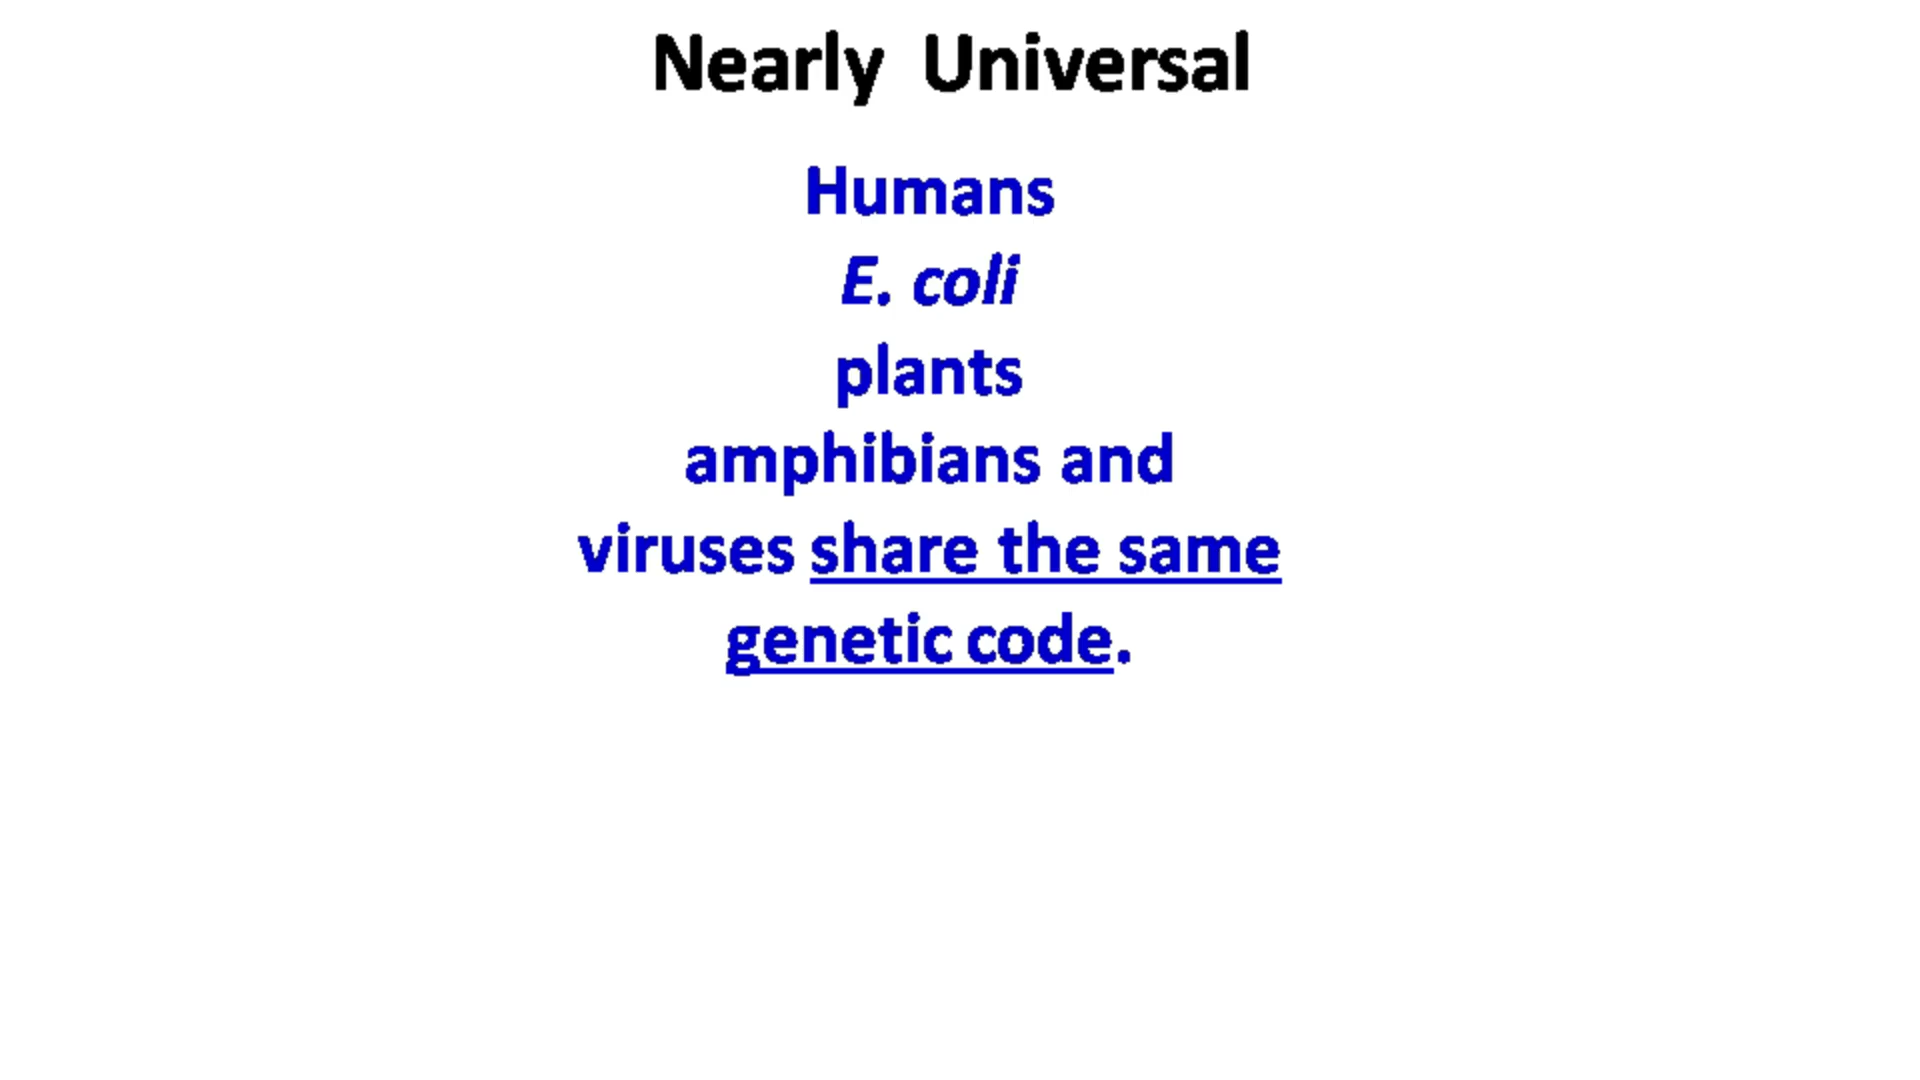 Nearly Universal
Humans
E. coli
plants
amphibians and
viruses share the same
genetic code.